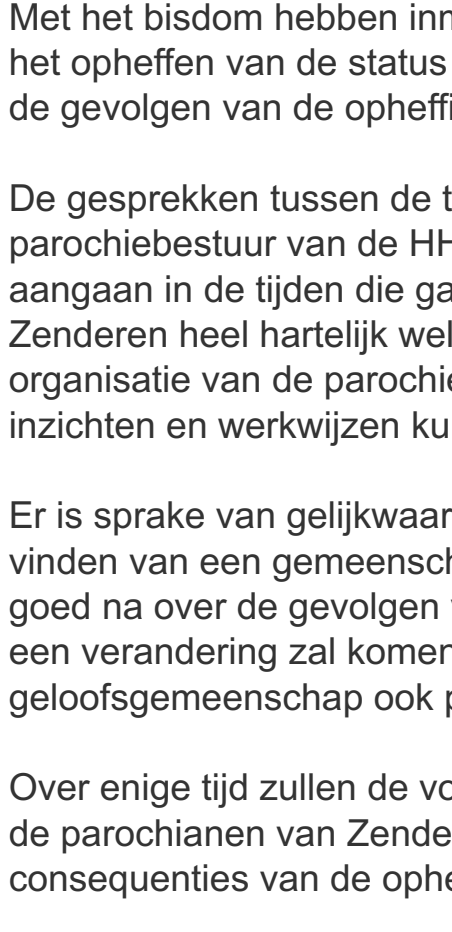 Met het bisdom hebben inn
het opheffen van de status
de gevolgen van de opheffi
De gesprekken tussen de t
parochiebestuur van de HH
aangaan in de tijden die ga
Zenderen heel hartelijk wel
organisatie van de parochie
inzichten en werkwijzen ku
Er is sprake van gelijkwaar
vinden van een gemeensch
goed na over de gevolgen v
een verandering zal komen
geloofsgemeenschap ook p
Over enige tijd zullen de vo
de parochianen van Zende
consequenties van de ophe